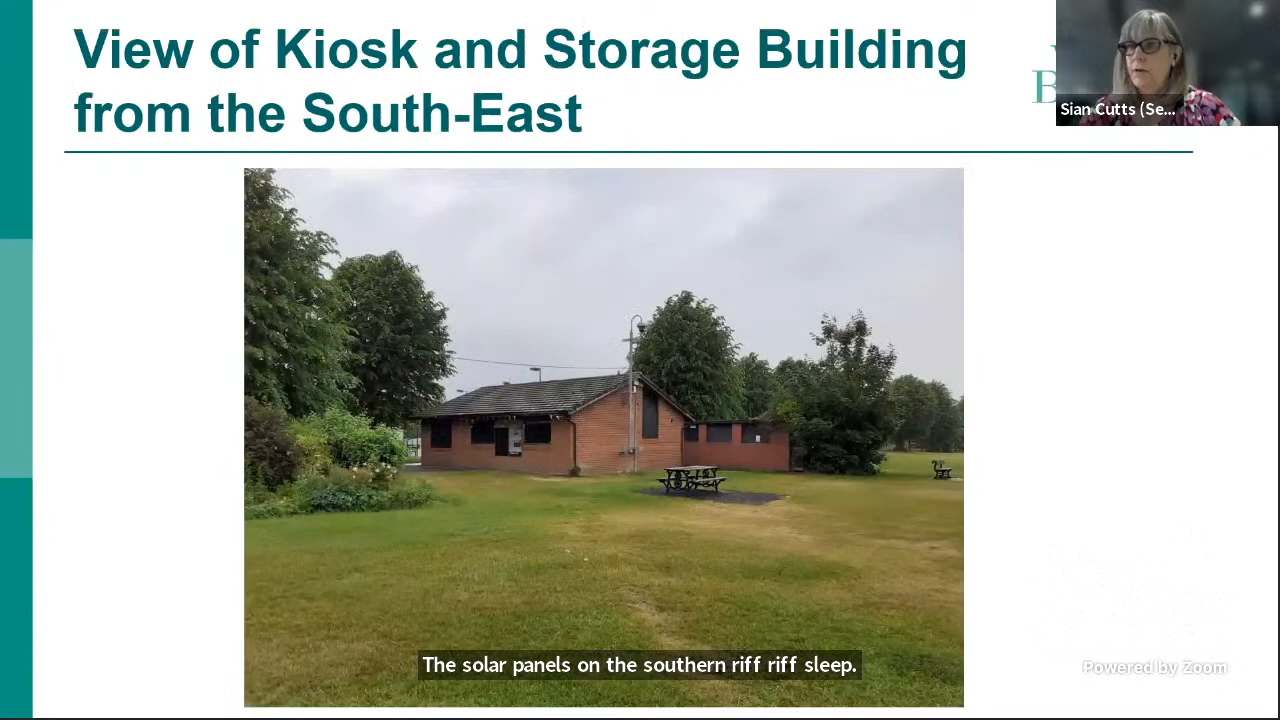 View of Kiosk and Storage Building
from the South-East
B
Sian Cutts (Se...
The solar panels on the southern riff riff sleep.
Powered by Zoom